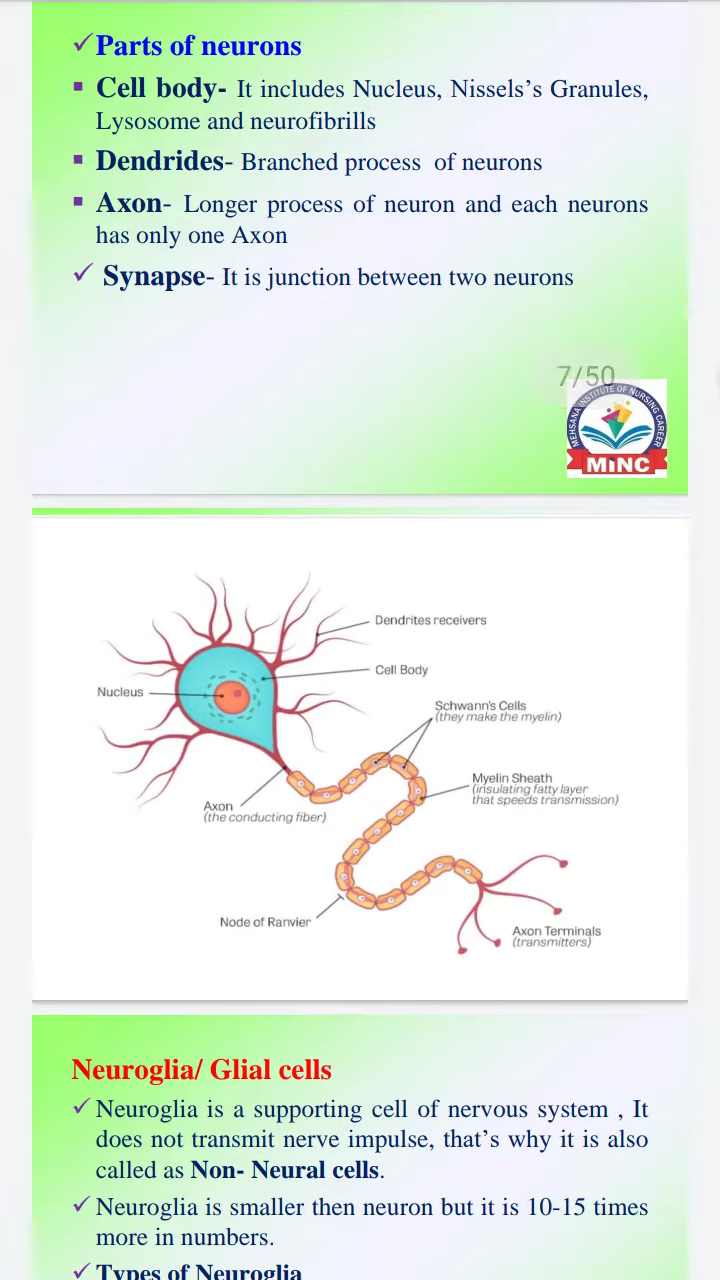 ✓Parts of neurons
▪ Cell body- It includes Nucleus, Nissels’s Granules,
Lysosome and neurofibrills
▪ Dendrides- Branched process of neurons
▪ Axon- Longer process of neuron and each neurons
has only one Axon
✓ Synapse- It is junction between two neurons
7/50
MEHSANA INSTITUTE OF NURSING CAREER
MiNC
Dendrites receivers
Cell Body
Nucleus
Schwann's Cells
(they make the myelin)
Myelin Sheath
(insulating fatty layer
that speeds transmission)
Axon
(the conducting fiber)
Node of Ranvier
Axon Terminals
(transmitters)
Neuroglia/ Glial cells
✓Neuroglia is a supporting cell of nervous system , It
does not transmit nerve impulse, that’s why it is also
called as Non- Neural cells.
✓Neuroglia is smaller then neuron but it is 10-15 times
more in numbers.
✓Types of Neuroglia